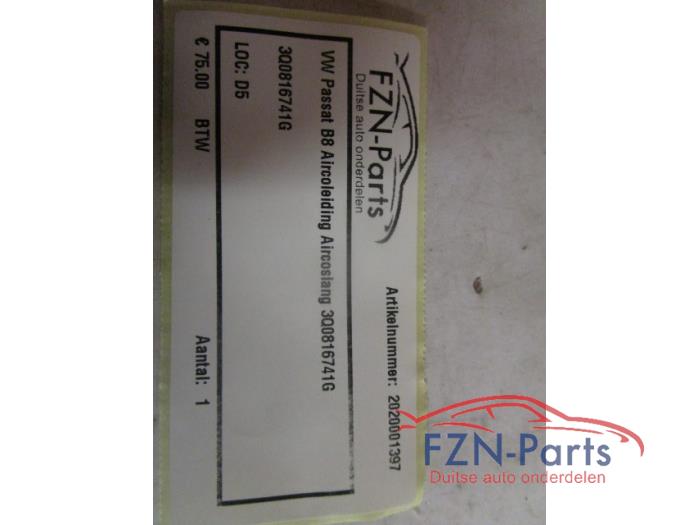 FZN-Parts
Duitse auto onderdelen
Artikelnummer: 2020001397
VW Passat B8 Aircoleiding Aircoslang 3Q0816741G
3Q0816741G
LOC: D5
€ 75.00 BTW
Aantal: 1
FZN-Parts
Duitse auto onderdelen